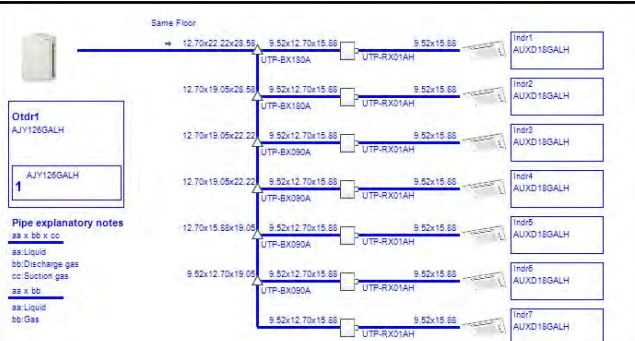 Same Floor
12.70x22.22x28.58 9.52x12.70x15.88 9.52x15.88 Indr1
UTP-BX180A UTP-RX01AH AUXD18GALH
12.70x19.05x28.58 9.52x12.70x15.88 9.52x15.88 Indr2
UTP-BX180A UTP-RX01AH AUXD18GALH
Otdr1
AJY126GALH
12.70x19.05x22.22 9.52x12.70x15.88 9.52x15.88 Indr3
UTP-BX090A UTP-RX01AH AUXD18GALH
AJY126GALH
1
12.70x19.05x22.22 9.52x12.70x15.88 9.52x15.88 Indr4
UTP-BX090A UTP-RX01AH AUXD18GALH
Pipe explanatory notes
aa x bb x cc
aa:Liquid
bb:Discharge gas
cc:Suction gas
aa x bb
aa:Liquid
bb:Gas
12.70x15.88x19.05 9.52x12.70x15.88 9.52x15.88 Indr5
UTP-BX090A UTP-RX01AH AUXD18GALH
9.52x12.70x19.05 9.52x12.70x15.88 9.52x15.88 Indr6
UTP-BX090A UTP-RX01AH AUXD18GALH
9.52x12.70x15.88 9.52x15.88 Indr7
UTP-RX01AH AUXD18GALH